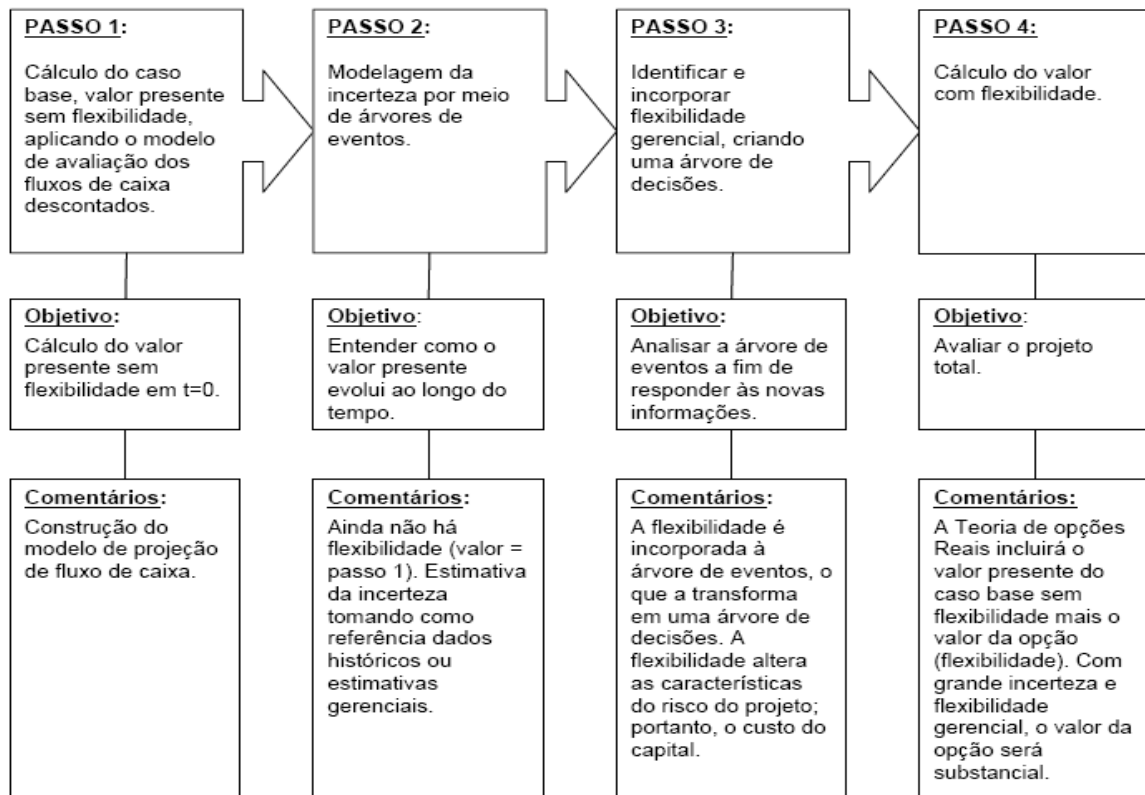 PASSO 1:
Cálculo do caso
base, valor presente
sem flexibilidade,
aplicando o modelo
de avaliação dos
fluxos de caixa
descontados.
PASSO 2:
Modelagem da
incerteza por meio
de árvores de
eventos.
PASSO 3:
Identificar e
incorporar
flexibilidade
gerencial, criando
uma árvore de
decisões.
PASSO 4:
Cálculo do valor
com flexibilidade.
Objetivo:
Cálculo do valor
presente sem
flexibilidade em t=0.
Objetivo:
Entender como o
valor presente
evolui ao longo do
tempo.
Objetivo:
Analisar a árvore de
eventos a fim de
responder às novas
informações.
Objetivo:
Avaliar o projeto
total.
Comentários:
Construção do
modelo de projeção
de fluxo de caixa.
Comentários:
Ainda não há
flexibilidade (valor =
passo 1). Estimativa
da incerteza
tomando como
referência dados
históricos ou
estimativas
gerenciais.
Comentários:
A flexibilidade é
incorporada à
árvore de eventos, o
que a transforma
em uma árvore de
decisões. A
flexibilidade altera
as características
do risco do projeto;
portanto, o custo do
capital.
Comentários:
A Teoria de opções
Reais incluirá o
valor presente do
caso base sem
flexibilidade mais o
valor da opção
(flexibilidade). Com
grande incerteza e
flexibilidade
gerencial, o valor da
opção será
substancial.